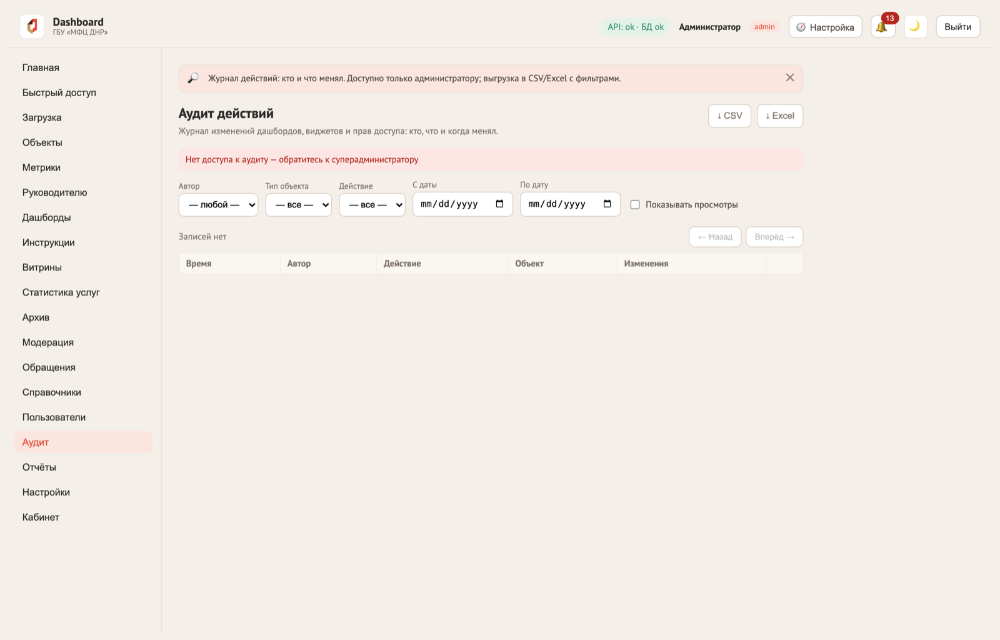 Dashboard
ГБУ «МФЦ ДНР»
API: ok · БД ok
Администратор
admin
Настройка
13
Выйти
Главная
Быстрый доступ
Загрузка
Объекты
Метрики
Руководителю
Дашборды
Инструкции
Витрины
Статистика услуг
Архив
Модерация
Обращения
Справочники
Пользователи
Аудит
Отчёты
Настройки
Кабинет
Журнал действий: кто и что менял. Доступно только администратору; выгрузка в CSV/Excel с фильтрами.
Аудит действий
Журнал изменений дашбордов, виджетов и прав доступа: кто, что и когда менял.
↓ CSV
↓ Excel
Нет доступа к аудиту — обратитесь к суперадминистратору
Автор
Тип объекта
Действие
С даты
По дату
— любой —
— все —
— все —
mm/dd/yyyy
mm/dd/yyyy
Показывать просмотры
Записей нет
← Назад
Вперёд →
Время
Автор
Действие
Объект
Изменения